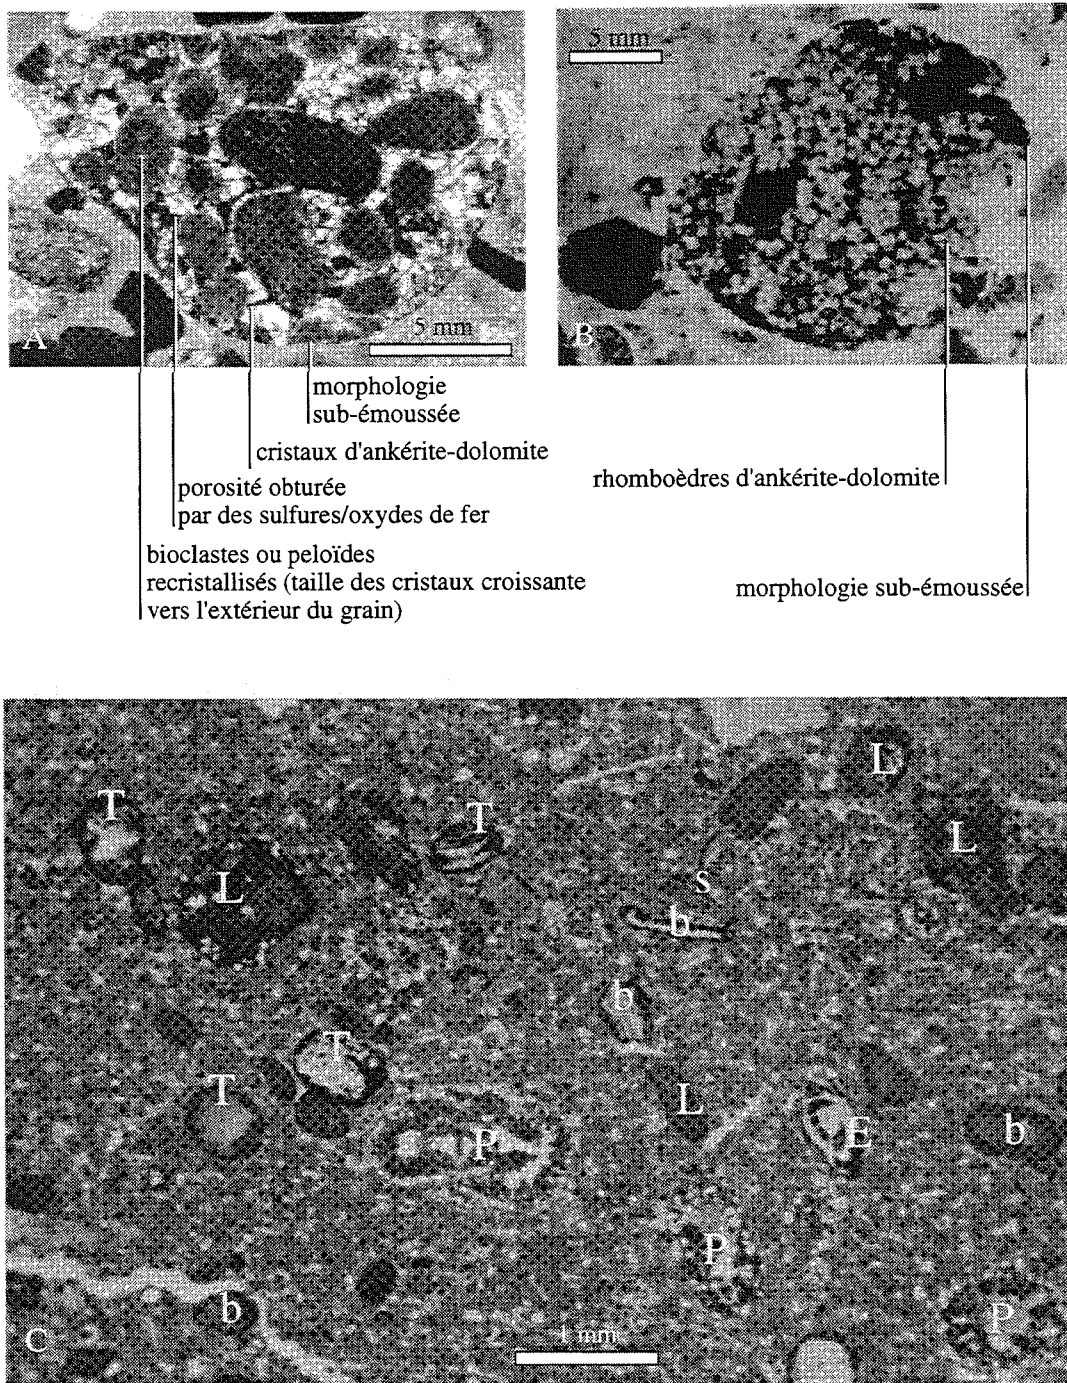 5 mm
A
5 mm
B
morphologie
sub-émoussée
cristaux d'ankérite-dolomite
porosité obturée
par des sulfures/oxydes de fer
bioclastes ou peloïdes
recristallisés (taille des cristaux croissante
vers l'extérieur du grain)
rhomboèdres d'ankérite-dolomite
morphologie sub-émoussée
L
T
T
L
L
s
b
b
T
T
L
E
b
P
P
b
P
C
1 mm